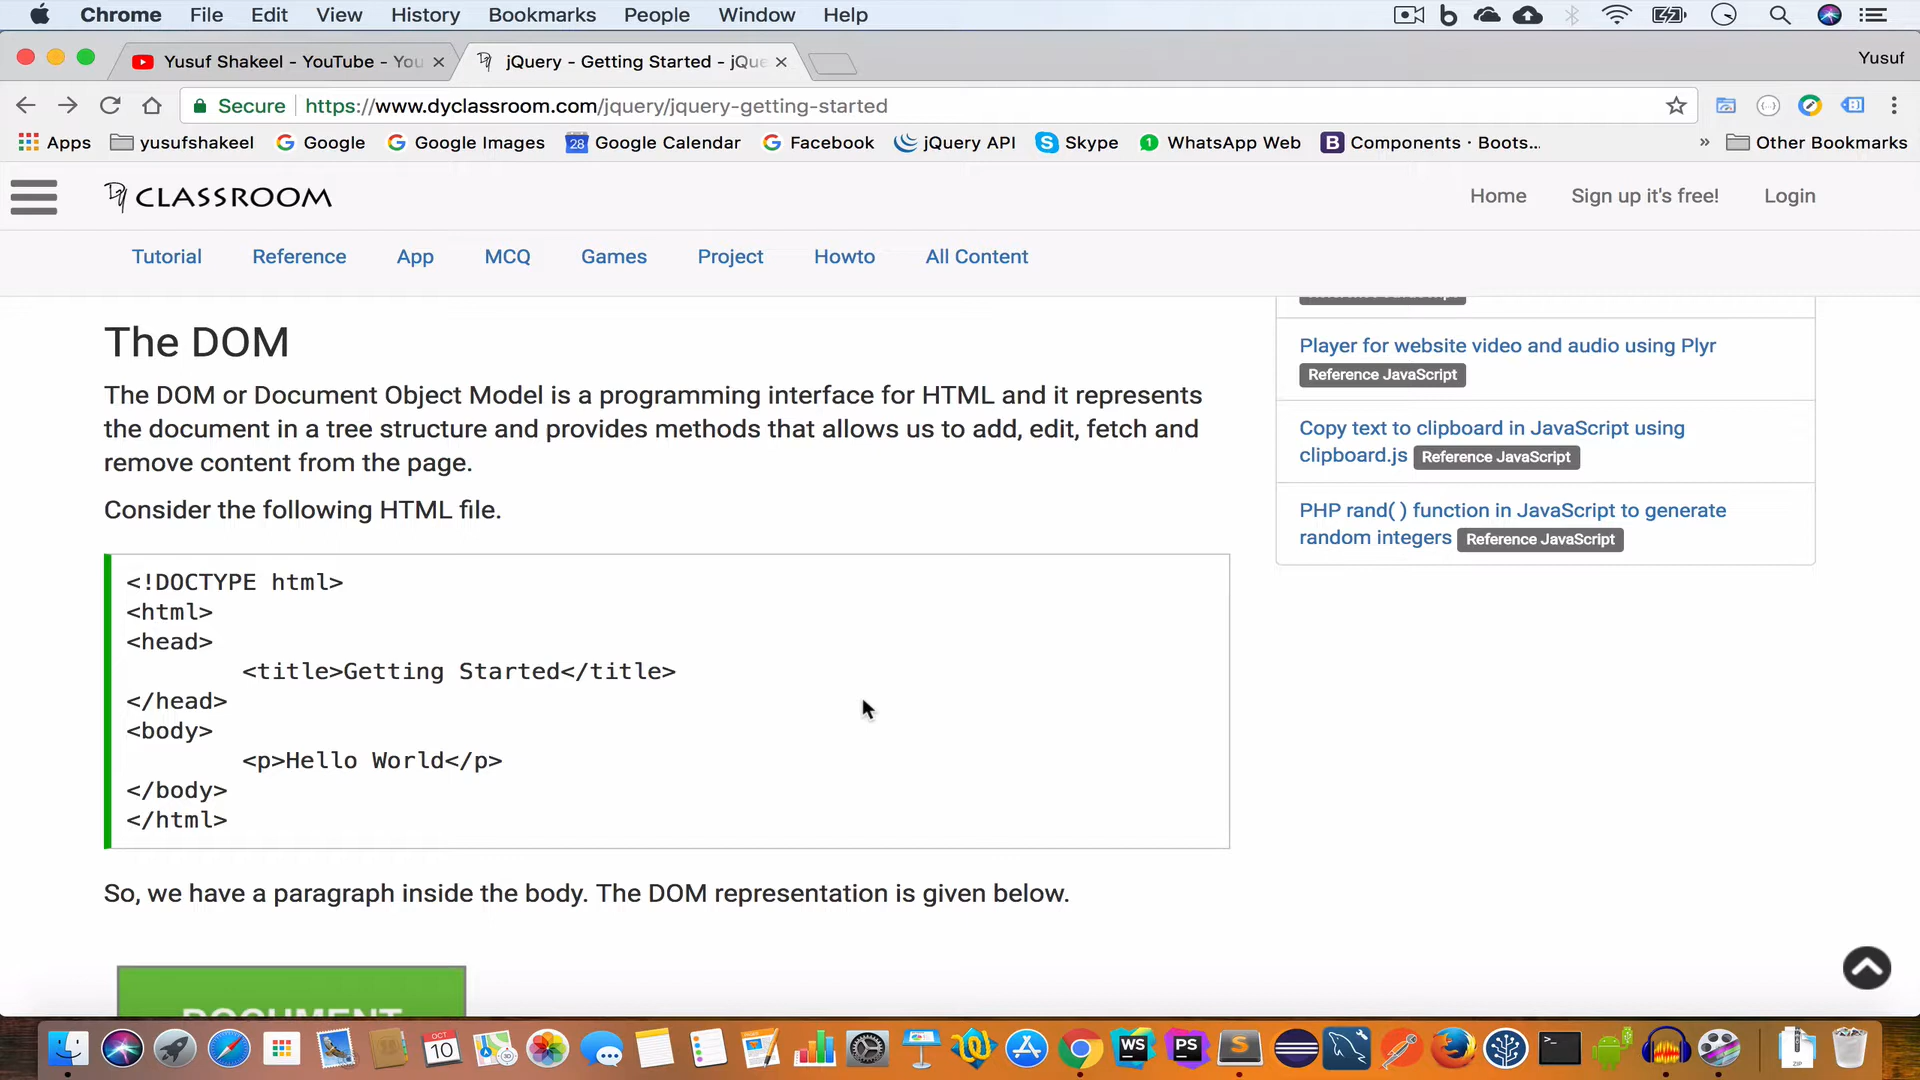 Chrome File Edit View History Bookmarks People Window Help
Yusuf Shakeel - YouTube - You
jQuery - Getting Started - jQue
Yusuf
Secure https://www.dyclassroom.com/jquery/jquery-getting-started
Apps yusufshakeel Google Google Images 28 Google Calendar Facebook jQuery API Skype 1 WhatsApp Web B Components · Boots... » Other Bookmarks
CLASSROOM
Home Sign up it's free! Login
Tutorial Reference App MCQ Games Project Howto All Content
The DOM
The DOM or Document Object Model is a programming interface for HTML and it represents
the document in a tree structure and provides methods that allows us to add, edit, fetch and
remove content from the page.
Consider the following HTML file.
<!DOCTYPE html>
<html>
<head>
<title>Getting Started</title>
</head>
<body>
<p>Hello World</p>
</body>
</html>
So, we have a paragraph inside the body. The DOM representation is given below.
DOCUMENT
Player for website video and audio using Plyr
Reference JavaScript
Copy text to clipboard in JavaScript using
clipboard.js Reference JavaScript
PHP rand( ) function in JavaScript to generate
random integers Reference JavaScript
OCT
10
WS
PS
S
ZIP